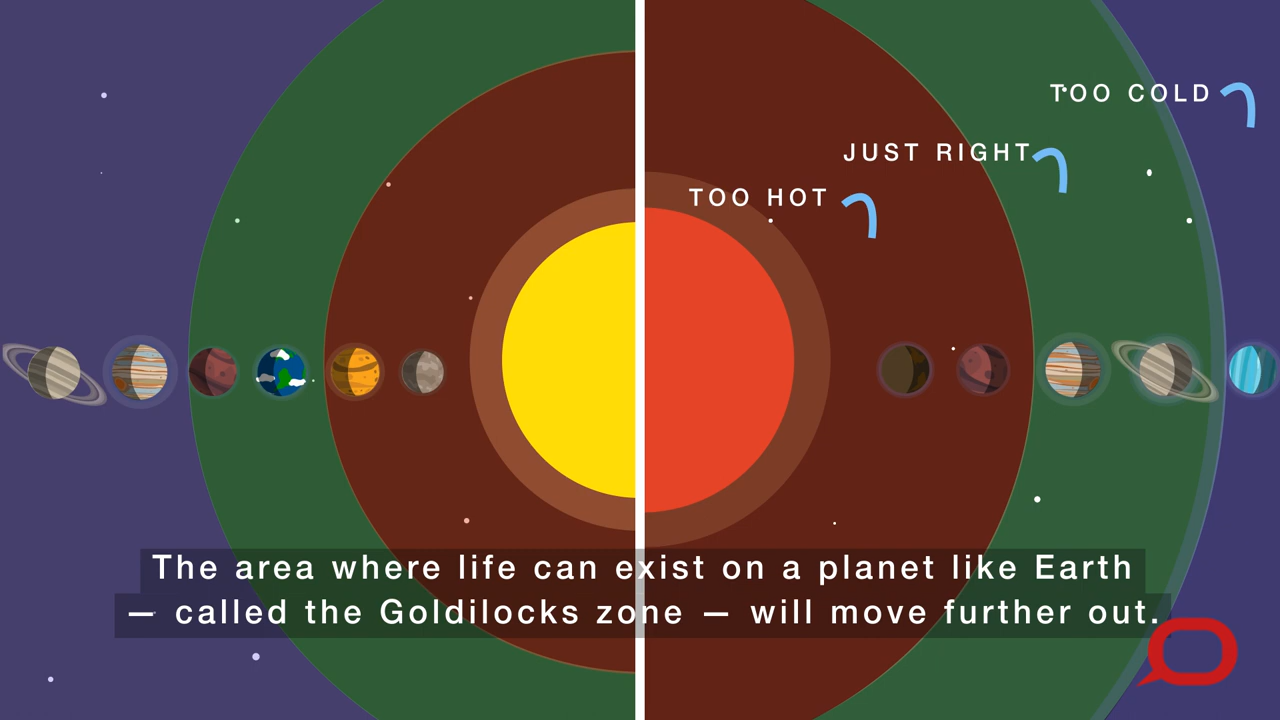 TOO COLD
JUST RIGHT
TOO HOT
The area where life can exist on a planet like Earth
— called the Goldilocks zone — will move further out.